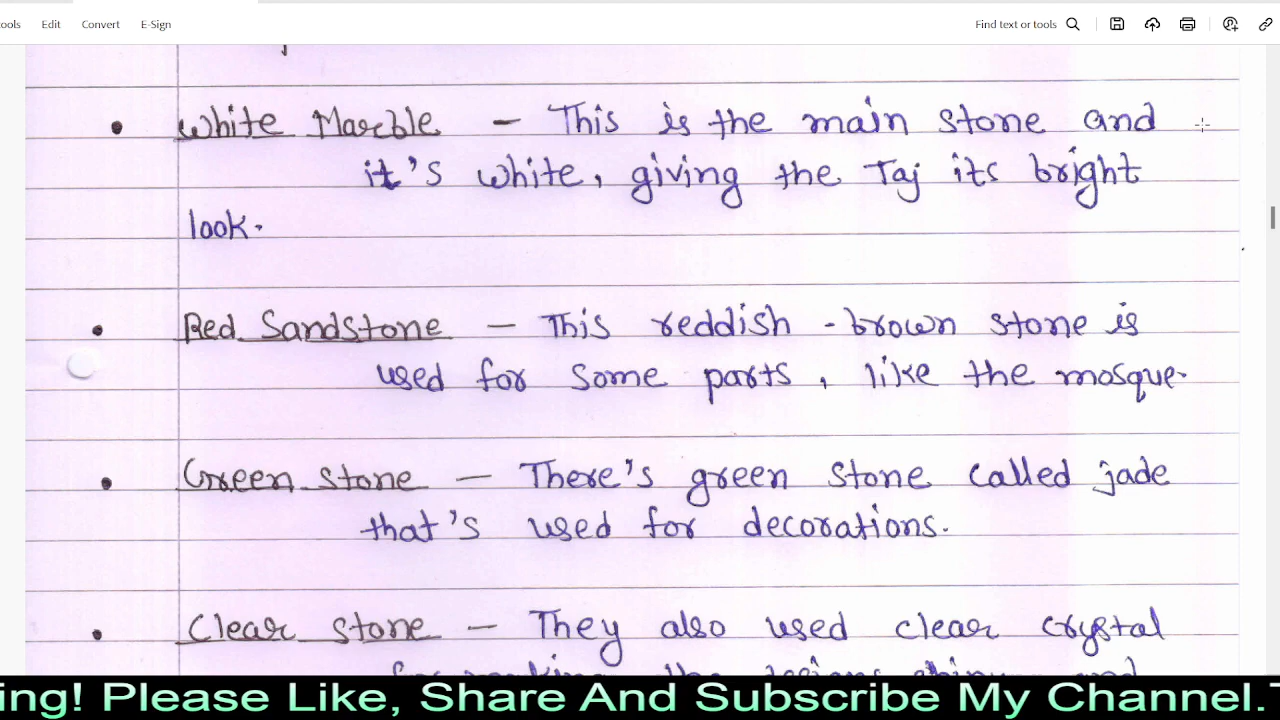 ools Edit Convert E-Sign Find text or tools
White Marble - This is the main stone and
it's white, giving the Taj its bright
look.
Red Sandstone - This reddish - brown stone is
used for some parts, like the mosque.
Green stone - There's green stone called jade
that's used for decorations.
Clear stone - They also used clear crystal
ing! Please Like, Share And Subscribe My Channel.